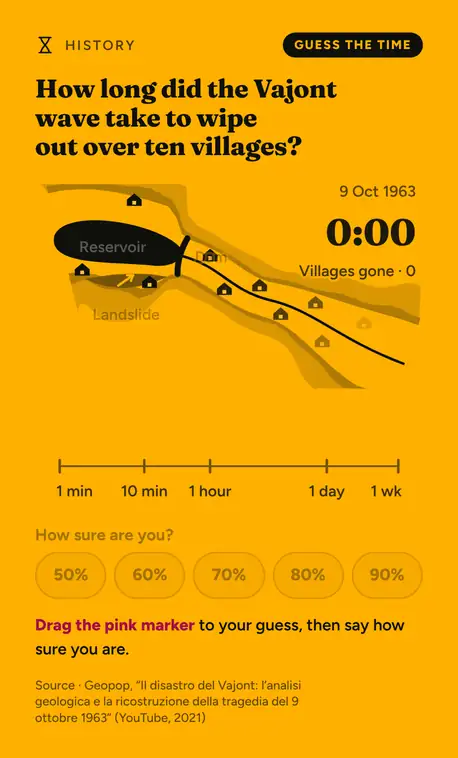 HISTORY
GUESS THE TIME
How long did the Vajont
wave take to wipe
out over ten villages?
9 Oct 1963
0:00
Villages gone · 0
Reservoir
Dam
Landslide
1 min 10 min 1 hour 1 day 1 wk
How sure are you?
50% 60% 70% 80% 90%
Drag the pink marker to your guess, then say how
sure you are.
Source · Geopop, “Il disastro del Vajont: l’analisi
geologica e la ricostruzione della tragedia del 9
ottobre 1963” (YouTube, 2021)